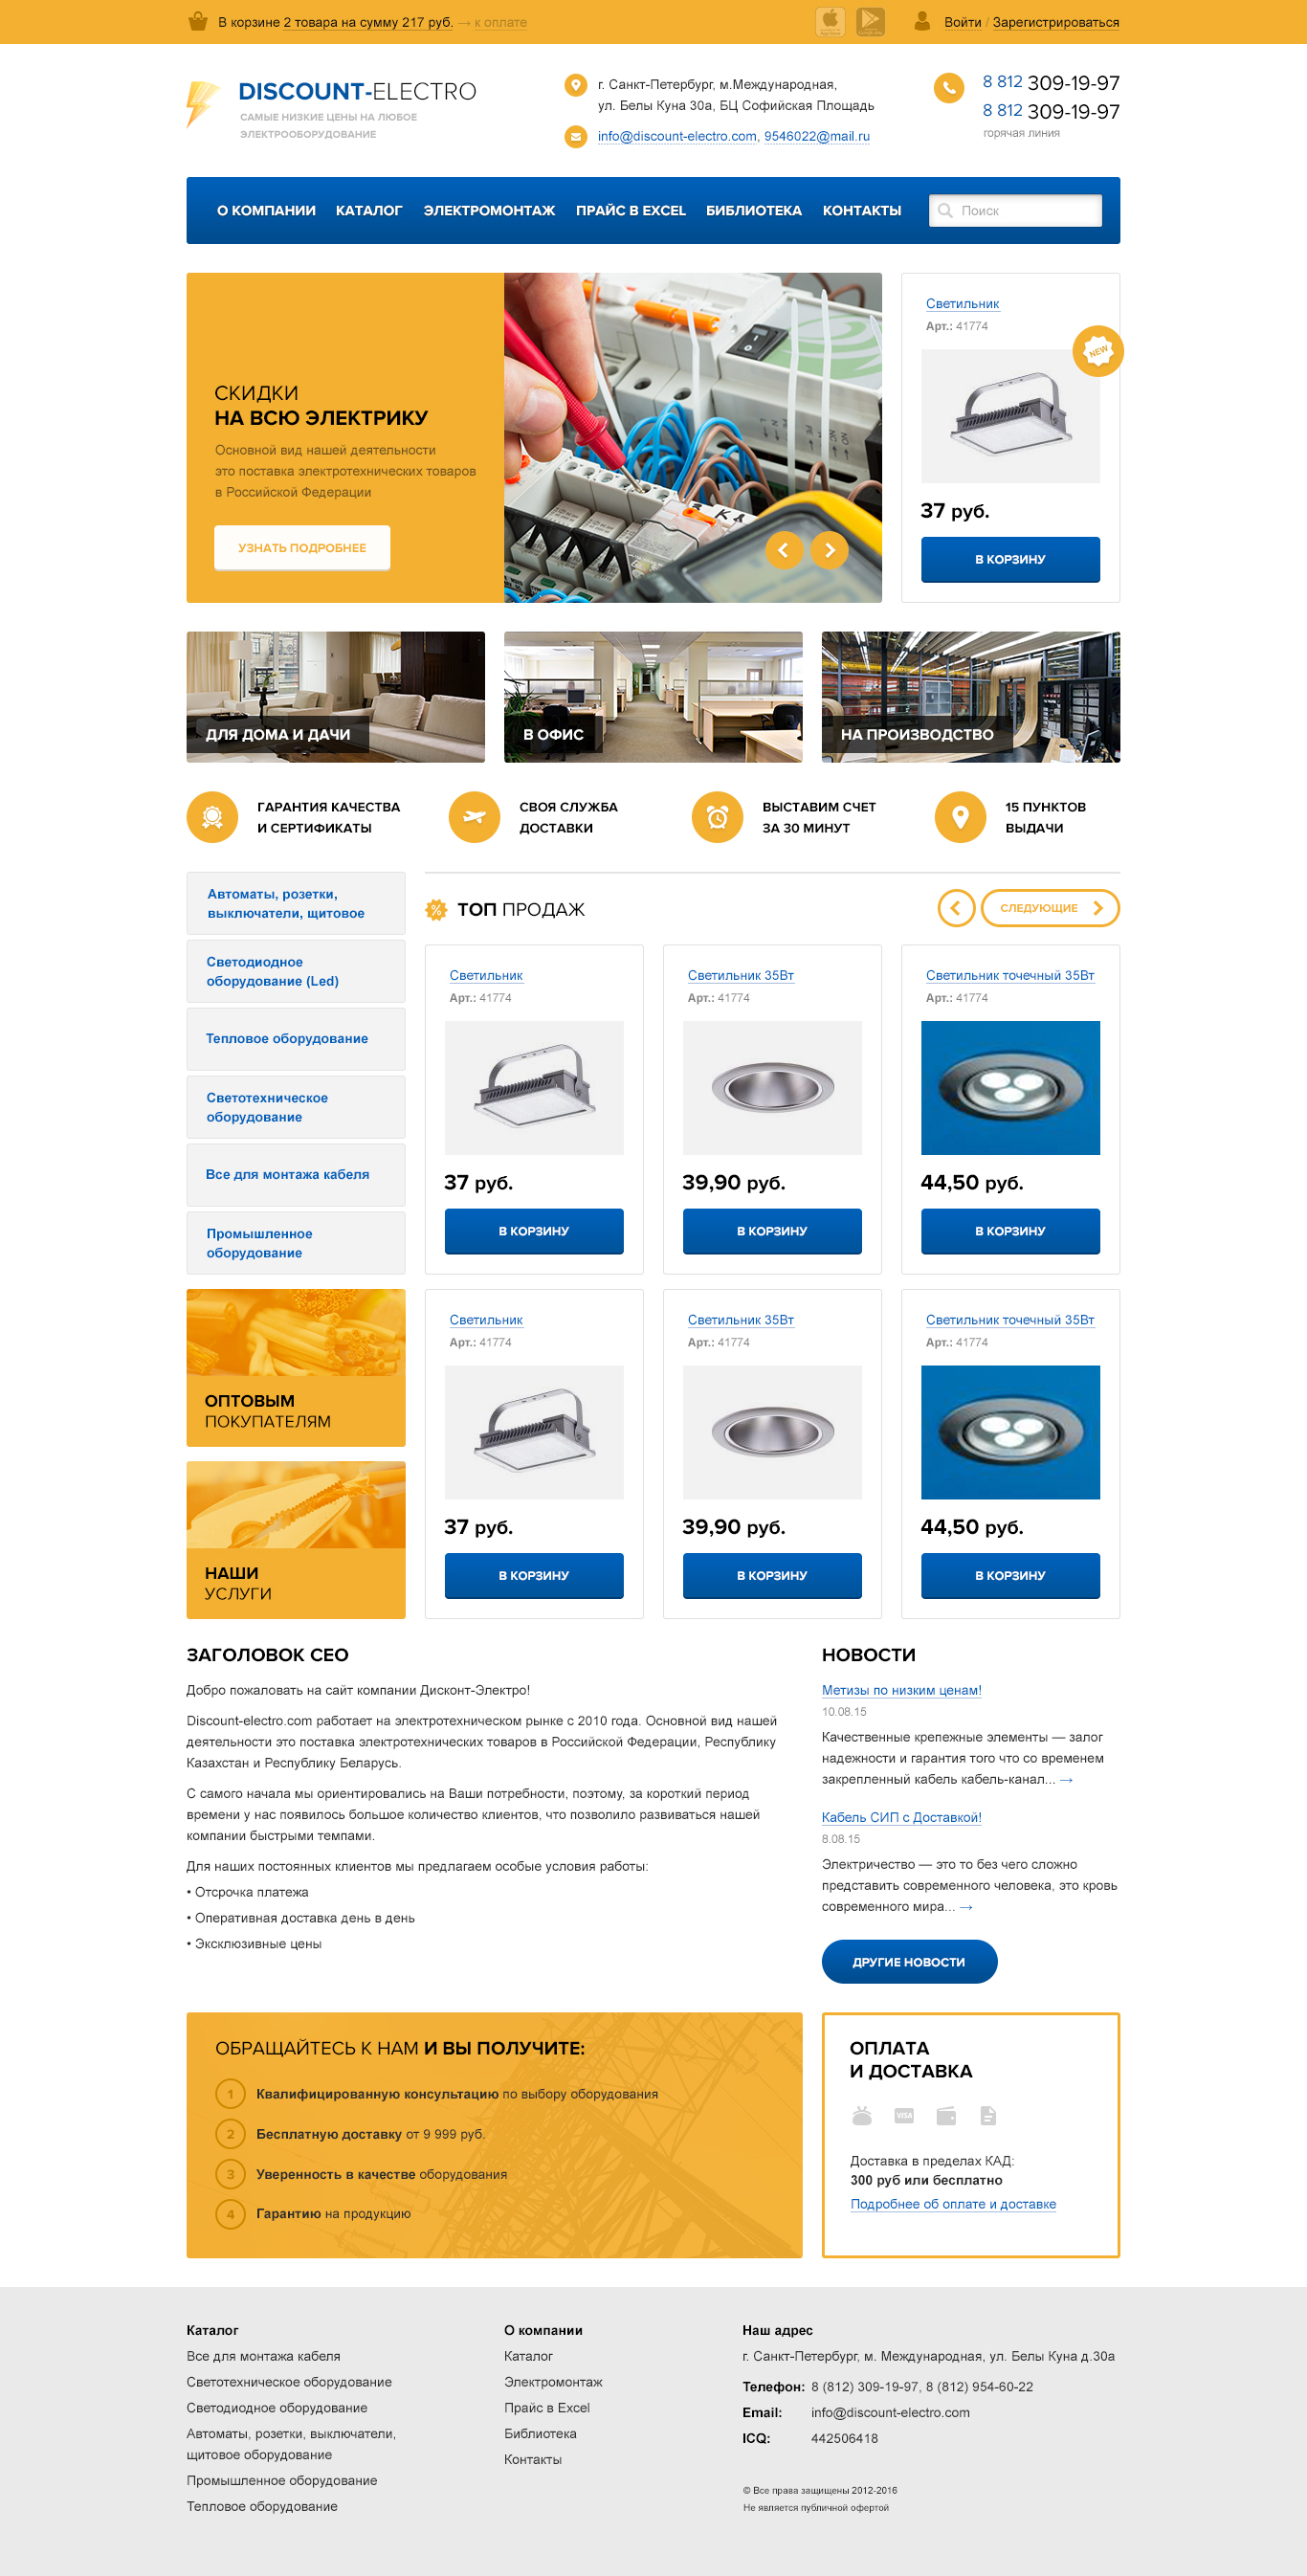 В корзине 2 товара на сумму 217 руб. → к оплате
Войти / Зарегистрироваться
DISCOUNT-ELECTRO
САМЫЕ НИЗКИЕ ЦЕНЫ НА ЛЮБОЕ
ЭЛЕКТРООБОРУДОВАНИЕ
г. Санкт-Петербург, м.Международная,
ул. Белы Куна 30а, БЦ Софийская Площадь
info@discount-electro.com, 9546022@mail.ru
8 812 309-19-97
8 812 309-19-97
горячая линия
О КОМПАНИИ КАТАЛОГ ЭЛЕКТРОМОНТАЖ ПРАЙС В EXCEL БИБЛИОТЕКА КОНТАКТЫ Поиск
СКИДКИ
НА ВСЮ ЭЛЕКТРИКУ
Основной вид нашей деятельности
это поставка электротехнических товаров
в Российской Федерации
УЗНАТЬ ПОДРОБНЕЕ
Светильник
Арт.: 41774
NEW
37 руб.
В КОРЗИНУ
ДЛЯ ДОМА И ДАЧИ
В ОФИС
НА ПРОИЗВОДСТВО
ГАРАНТИЯ КАЧЕСТВА
И СЕРТИФИКАТЫ
СВОЯ СЛУЖБА
ДОСТАВКИ
ВЫСТАВИМ СЧЕТ
ЗА 30 МИНУТ
15 ПУНКТОВ
ВЫДАЧИ
Автоматы, розетки,
выключатели, щитовое
Светодиодное
оборудование (Led)
Тепловое оборудование
Светотехническое
оборудование
Все для монтажа кабеля
Промышленное
оборудование
ОПТОВЫМ
ПОКУПАТЕЛЯМ
НАШИ
УСЛУГИ
% ТОП ПРОДАЖ
СЛЕДУЮЩИЕ
Светильник
Арт.: 41774
37 руб.
В КОРЗИНУ
Светильник 35Вт
Арт.: 41774
39,90 руб.
В КОРЗИНУ
Светильник точечный 35Вт
Арт.: 41774
44,50 руб.
В КОРЗИНУ
Светильник
Арт.: 41774
37 руб.
В КОРЗИНУ
Светильник 35Вт
Арт.: 41774
39,90 руб.
В КОРЗИНУ
Светильник точечный 35Вт
Арт.: 41774
44,50 руб.
В КОРЗИНУ
ЗАГОЛОВОК СЕО
Добро пожаловать на сайт компании Дисконт-Электро!
Discount-electro.com работает на электротехническом рынке с 2010 года. Основной вид нашей
деятельности это поставка электротехнических товаров в Российской Федерации, Республику
Казахстан и Республику Беларусь.
С самого начала мы ориентировались на Ваши потребности, поэтому, за короткий период
времени у нас появилось большое количество клиентов, что позволило развиваться нашей
компании быстрыми темпами.
Для наших постоянных клиентов мы предлагаем особые условия работы:
• Отсрочка платежа
• Оперативная доставка день в день
• Эксклюзивные цены
НОВОСТИ
Метизы по низким ценам!
10.08.15
Качественные крепежные элементы — залог
надежности и гарантия того что со временем
закрепленный кабель кабель-канал... →
Кабель СИП с Доставкой!
8.08.15
Электричество — это то без чего сложно
представить современного человека, это кровь
современного мира... →
ДРУГИЕ НОВОСТИ
ОБРАЩАЙТЕСЬ К НАМ И ВЫ ПОЛУЧИТЕ:
1 Квалифицированную консультацию по выбору оборудования
2 Бесплатную доставку от 9 999 руб.
3 Уверенность в качестве оборудования
4 Гарантию на продукцию
ОПЛАТА
И ДОСТАВКА
VISA
Доставка в пределах КАД:
300 руб или бесплатно
Подробнее об оплате и доставке
Каталог
Все для монтажа кабеля
Светотехническое оборудование
Светодиодное оборудование
Автоматы, розетки, выключатели,
щитовое оборудование
Промышленное оборудование
Тепловое оборудование
О компании
Каталог
Электромонтаж
Прайс в Excel
Библиотека
Контакты
Наш адрес
г. Санкт-Петербург, м. Международная, ул. Белы Куна д.30а
Телефон: 8 (812) 309-19-97, 8 (812) 954-60-22
Email: info@discount-electro.com
ICQ: 442506418
© Все права защищены 2012-2016
Не является публичной офертой